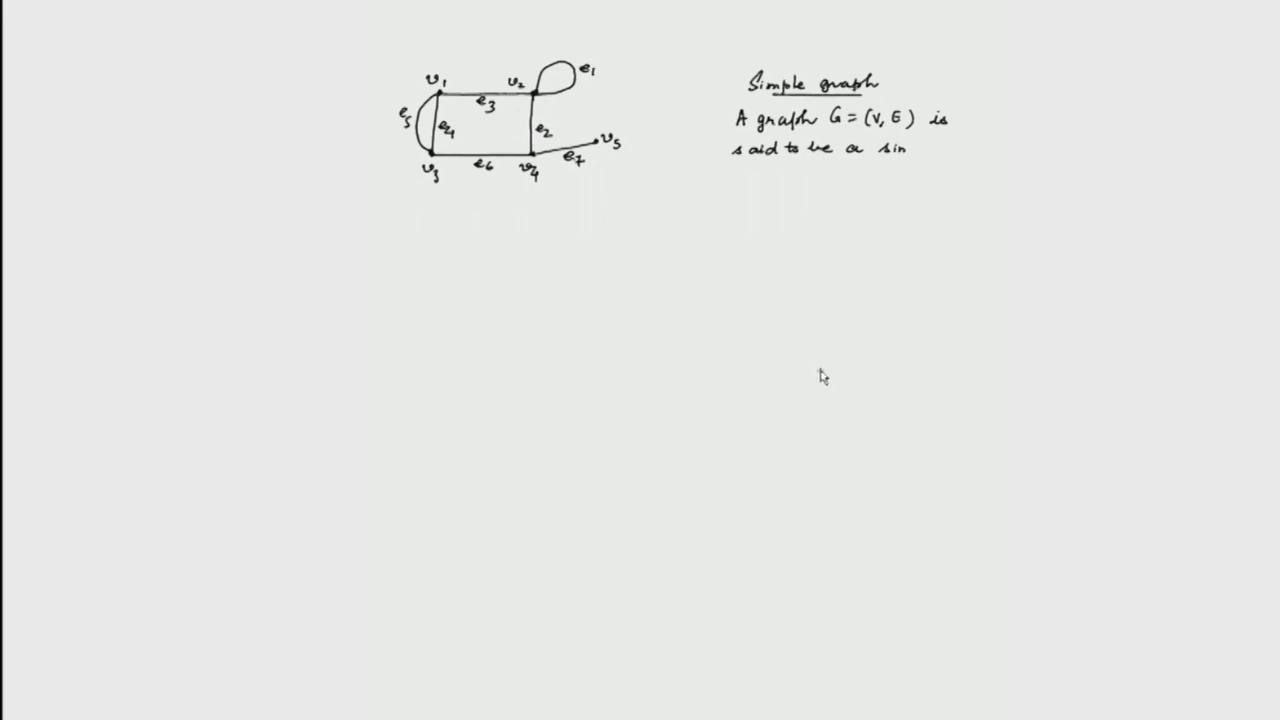 v1
v2
e1
e3
e5
e4
e2
v5
e7
v3
e6
v4
Simple graph
A graph G = (V, E) is
said to be a sin